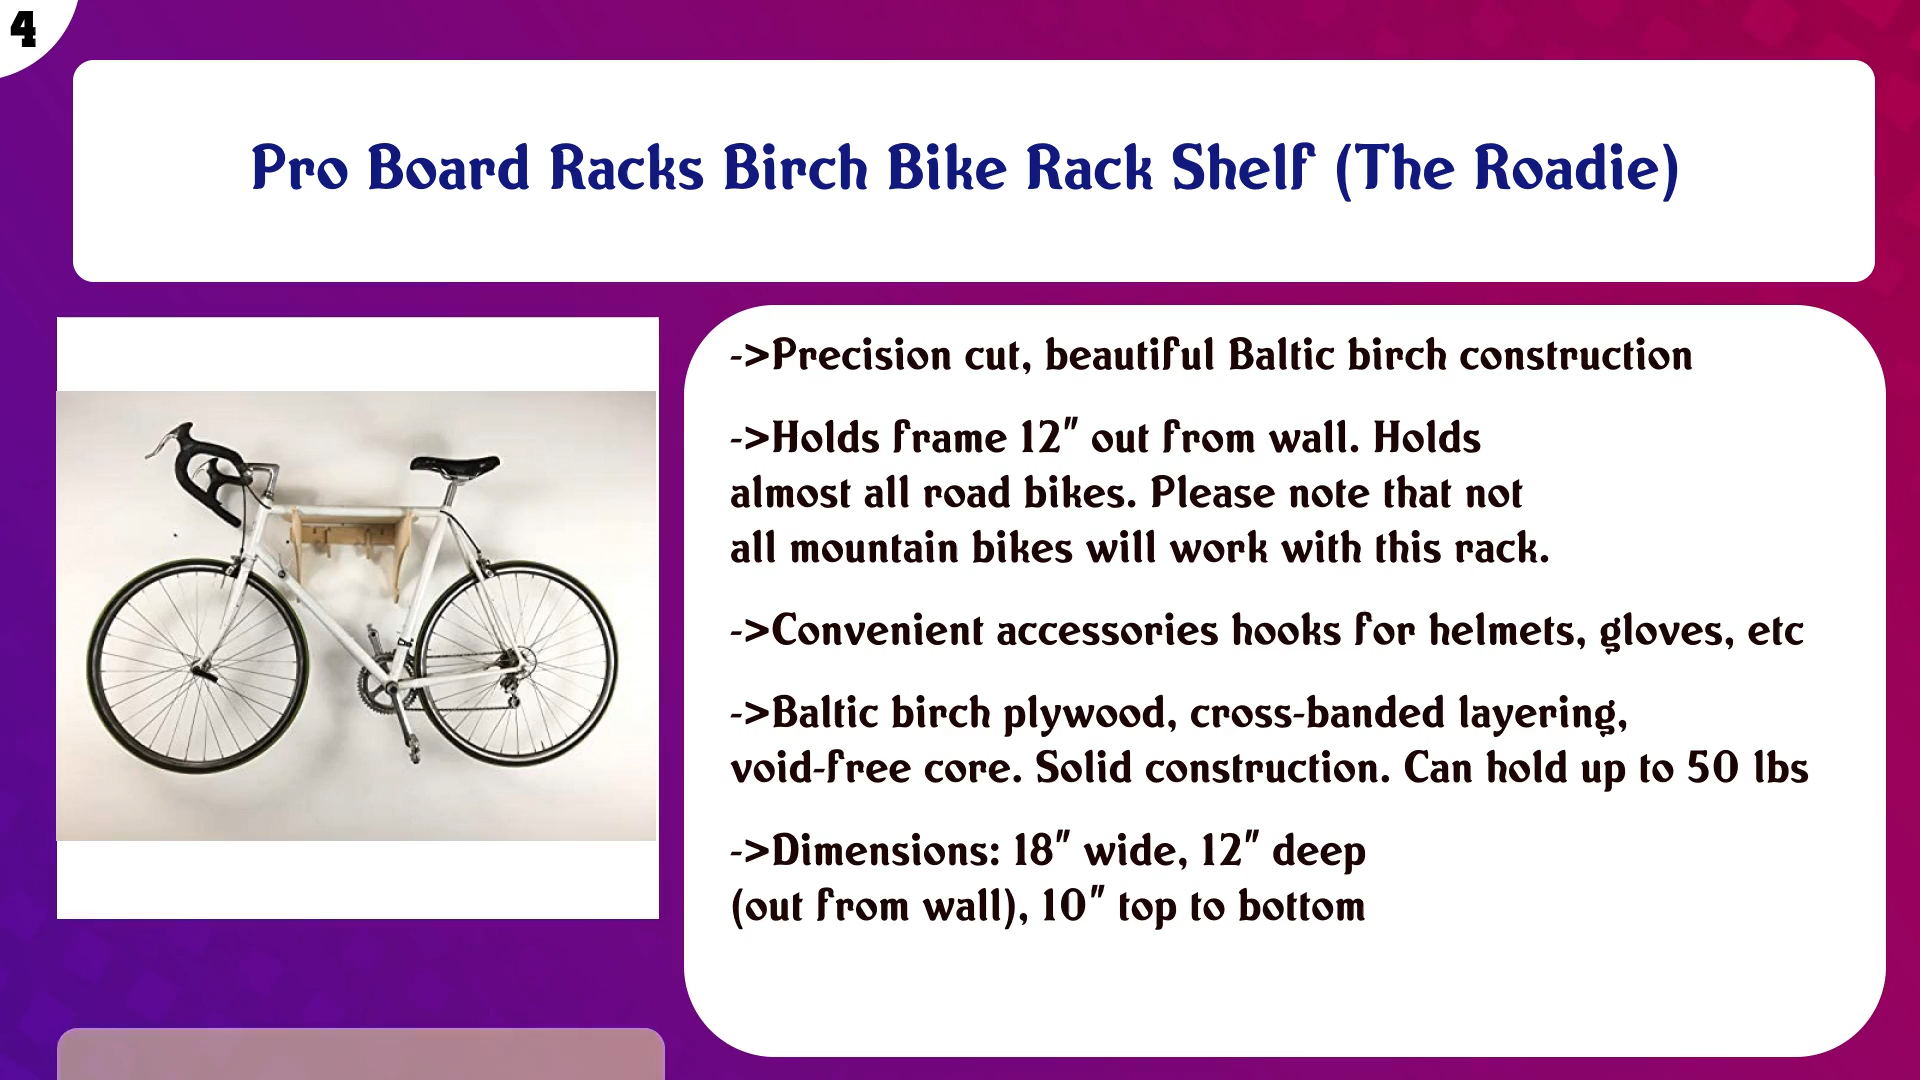 4
Pro Board Racks Birch Bike Rack Shelf (The Roadie)
->Precision cut, beautiful Baltic birch construction
->Holds frame 12" out from wall. Holds
almost all road bikes. Please note that not
all mountain bikes will work with this rack.
->Convenient accessories hooks for helmets, gloves, etc
->Baltic birch plywood, cross-banded layering,
void-free core. Solid construction. Can hold up to 50 lbs
->Dimensions: 18" wide, 12" deep
(out from wall), 10" top to bottom